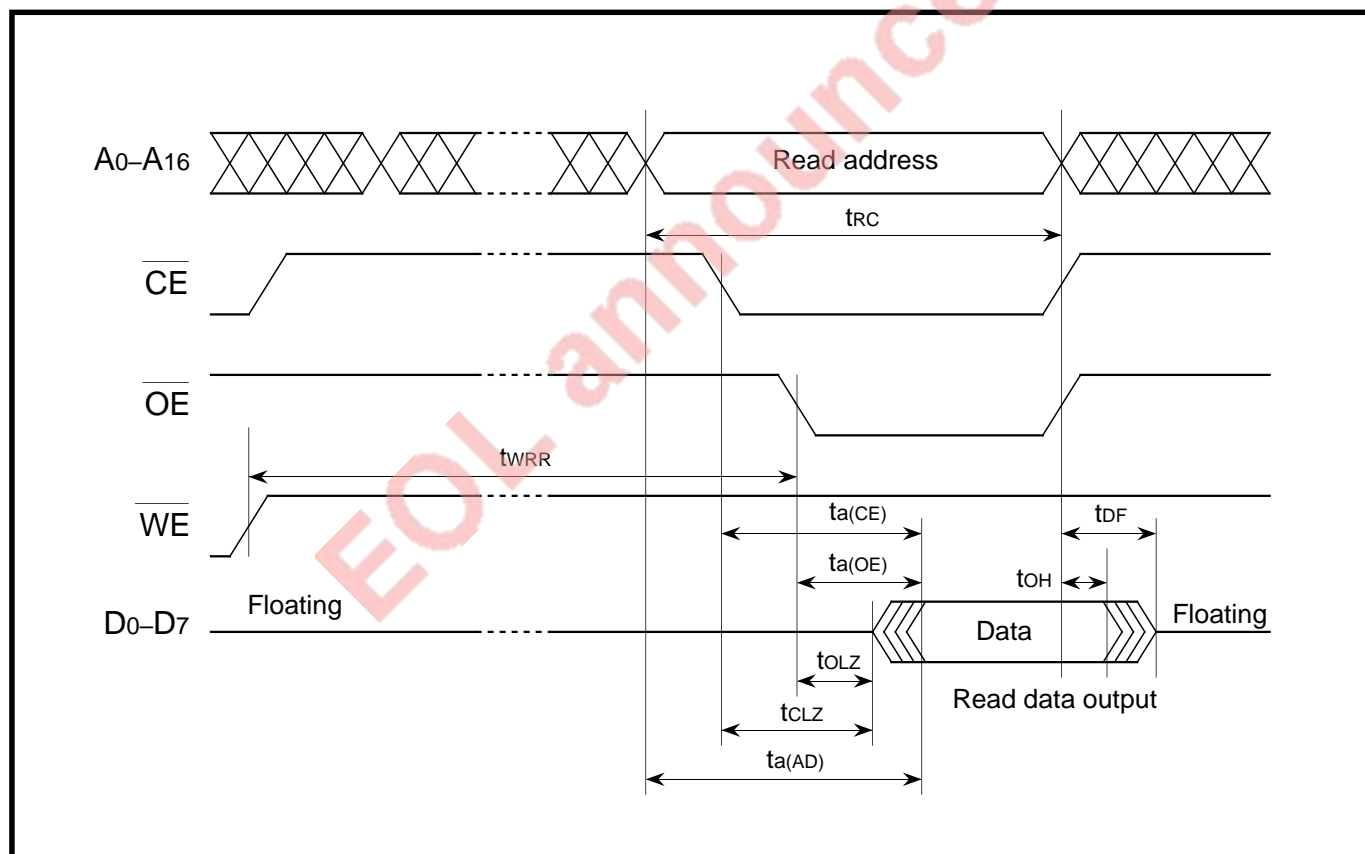 A0–A16
Read address
tRC
CE
OE
tWRR
WE
ta(CE)
tDF
ta(OE)
tOH
Floating
D0–D7
Data
Floating
tOLZ
Read data output
tCLZ
ta(AD)
EOL announce